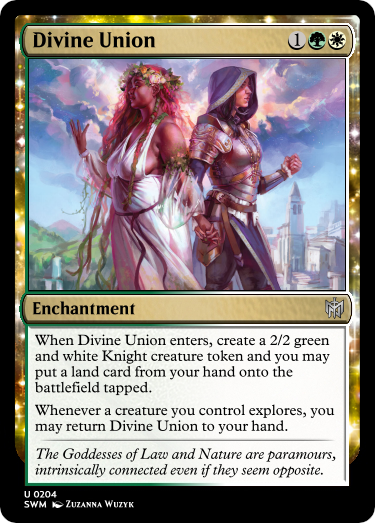 Divine Union 1
Enchantment
When Divine Union enters, create a 2/2 green
and white Knight creature token and you may
put a land card from your hand onto the
battlefield tapped.
Whenever a creature you control explores, you
may return Divine Union to your hand.
The Goddesses of Law and Nature are paramours,
intrinsically connected even if they seem opposite.
U 0204
SWM Zuzanna Wuzyk